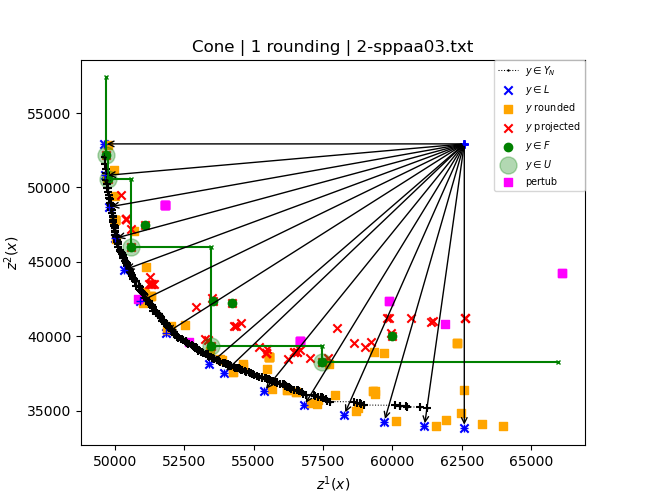 Cone | 1 rounding | 2-sppaa03.txt
y ∈ Y_N
y ∈ L
y rounded
y projected
y ∈ F
y ∈ U
pertub
z²(x)
55000
50000
45000
40000
35000
50000 52500 55000 57500 60000 62500 65000
z¹(x)